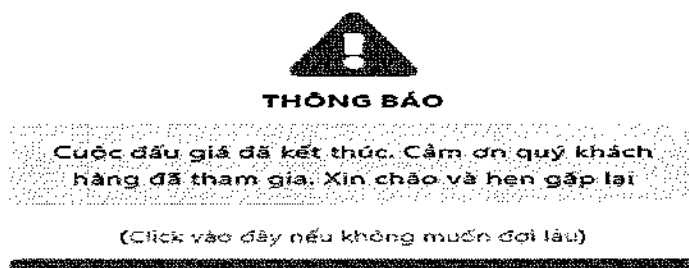 THÔNG BÁO
Cuộc đấu giá đã kết thúc. Cảm ơn quý khách
hàng đã tham gia. Xin chào và hẹn gặp lại
(Click vào đây nếu không muốn đợi lâu)